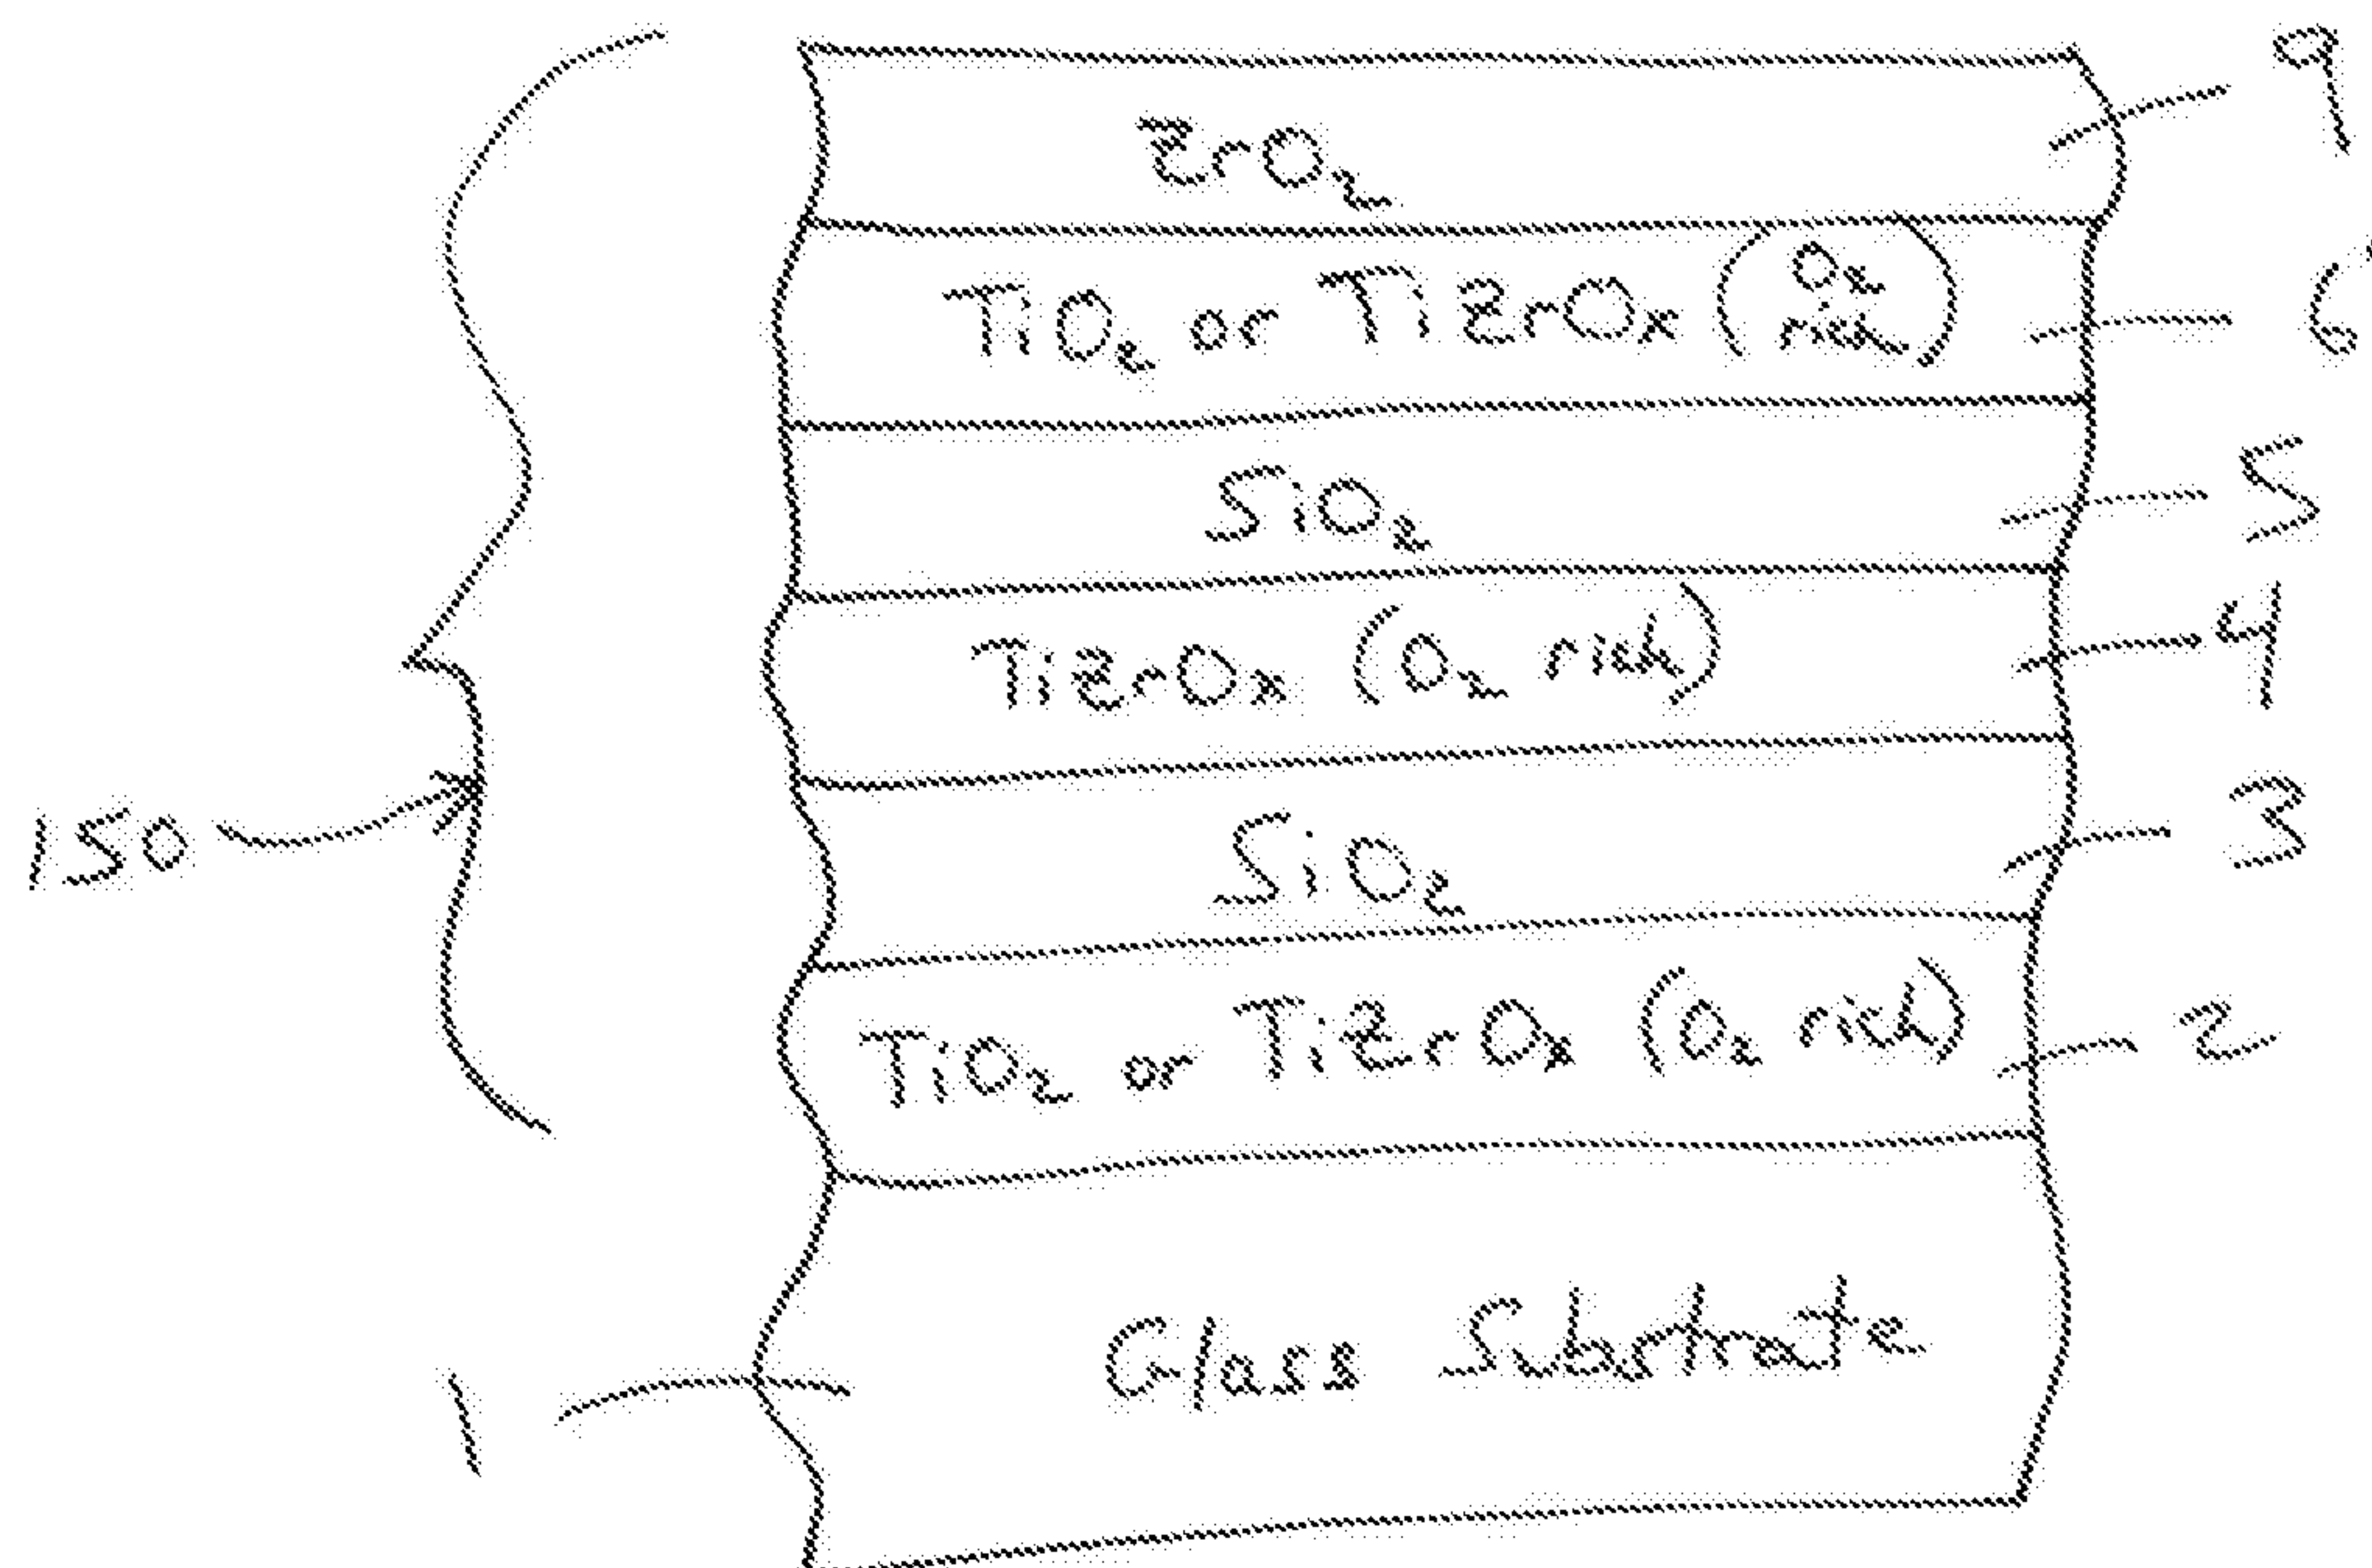 ZrO₂ 9
TiO₂ or TiZrOx (O₂ rich) 6
SiO₂ 5
TiZrOx (O₂ rich) 4
SiO₂ 3
150
TiO₂ or TiZrOx (O₂ rich) 2
1 Glass Substrate